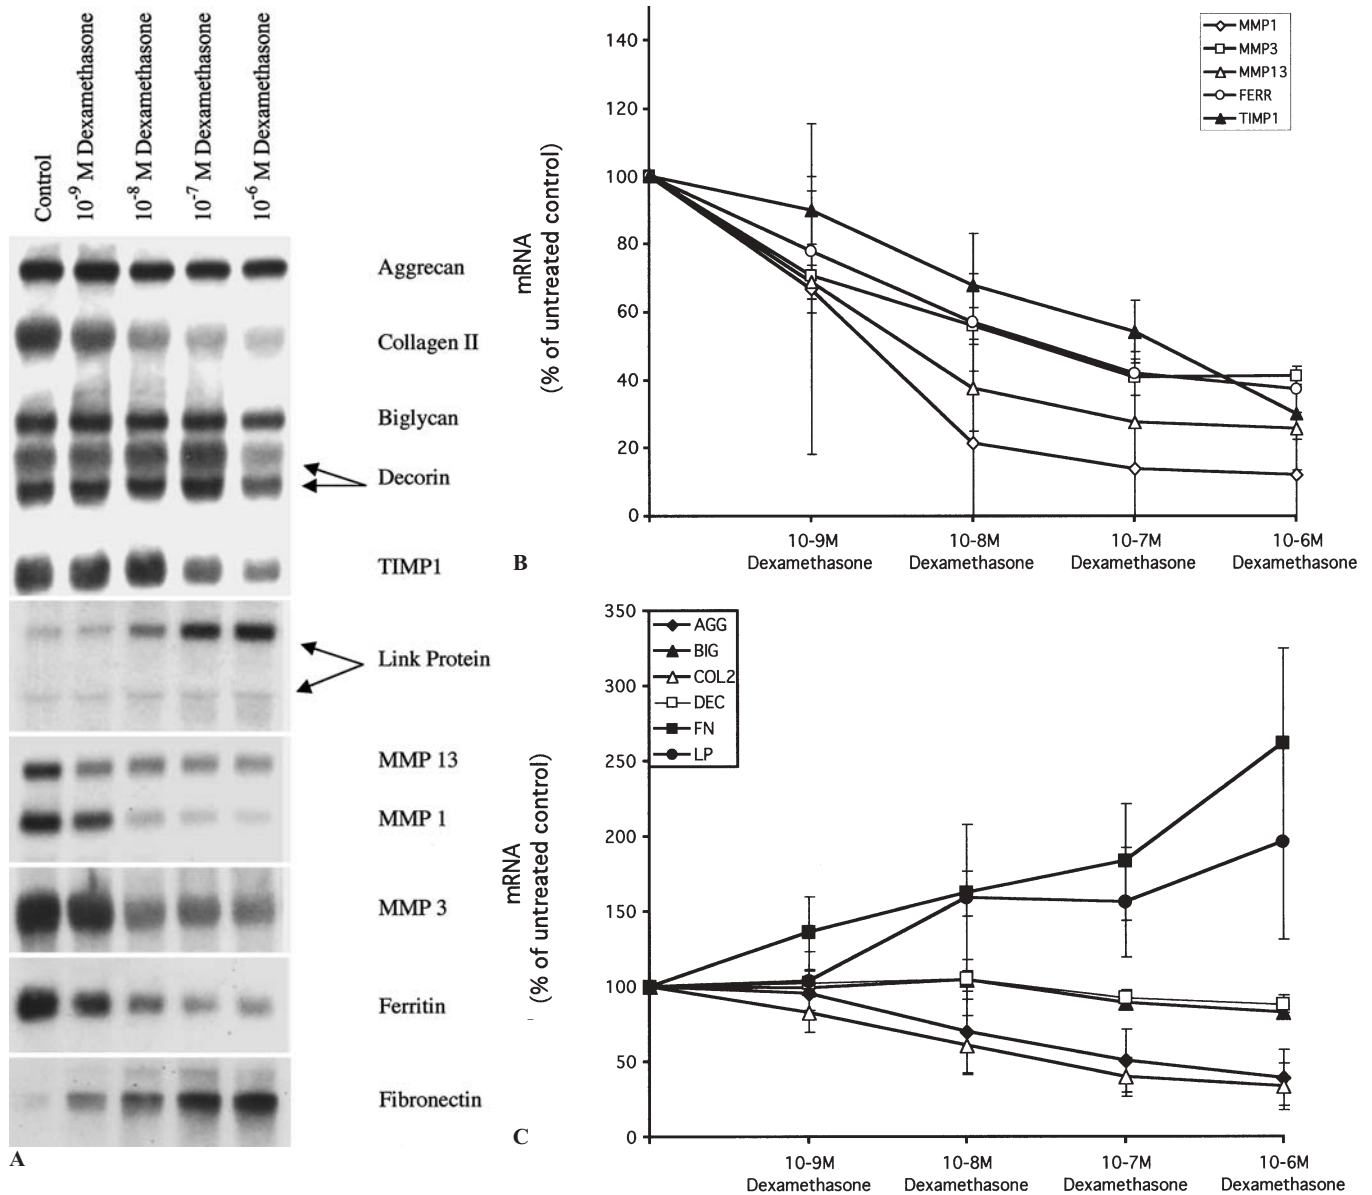 Control
10-9 M Dexamethasone
10-8 M Dexamethasone
10-7 M Dexamethasone
10-6 M Dexamethasone
Aggrecan
Collagen II
Biglycan
Decorin
TIMP1
Link Protein
MMP 13
MMP 1
MMP 3
Ferritin
Fibronectin
A
mRNA
(% of untreated control)
140
120
100
80
60
40
20
0
MMP1
MMP3
MMP13
FERR
TIMP1
10-9M
Dexamethasone
10-8M
Dexamethasone
10-7M
Dexamethasone
10-6M
Dexamethasone
B
mRNA
(% of untreated control)
350
300
250
200
150
100
50
0
AGG
BIG
COL2
DEC
FN
LP
10-9M
Dexamethasone
10-8M
Dexamethasone
10-7M
Dexamethasone
10-6M
Dexamethasone
C